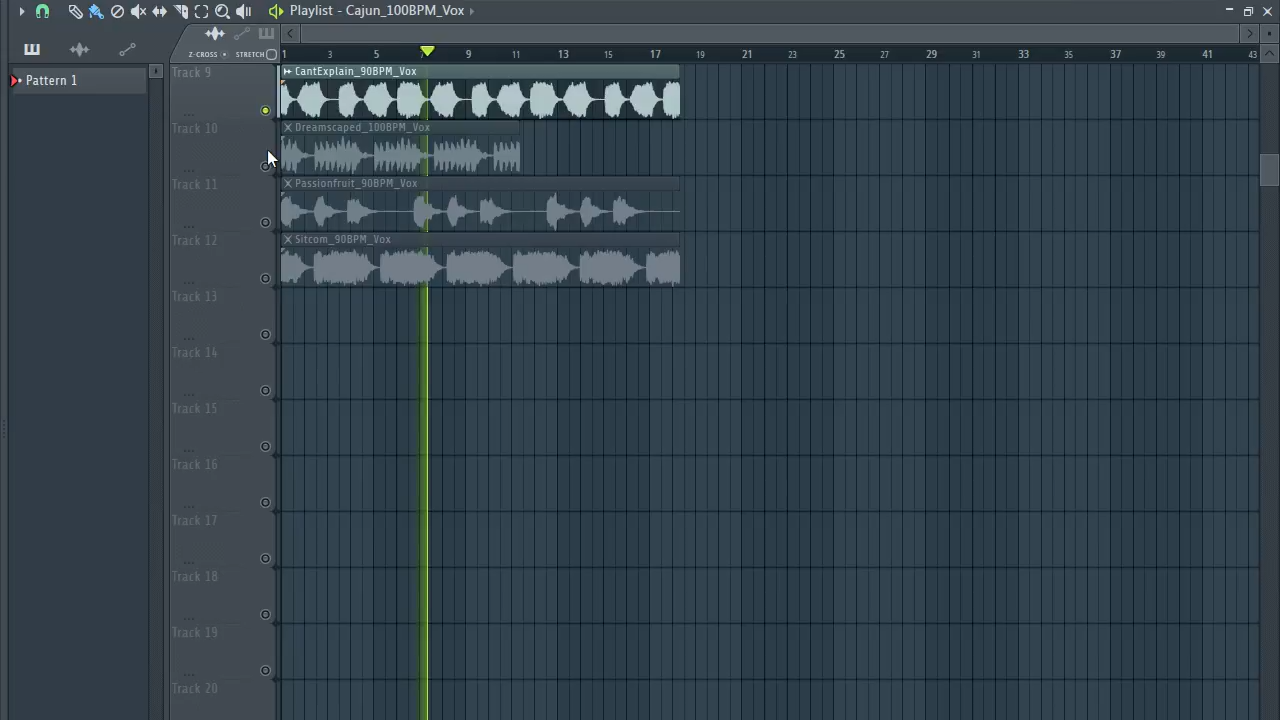 Playlist - Cajun_100BPM_Vox
Z-CROSS STRETCH
1 3 5 7 9 11 13 15 17 19 21 23 25 27 29 31 33 35 37 39 41 43
Pattern 1
Track 9
CantExplain_90BPM_Vox
Track 10
Dreamscaped_100BPM_Vox
Track 11
Passionfruit_90BPM_Vox
Track 12
Sitcom_90BPM_Vox
Track 13
Track 14
Track 15
Track 16
Track 17
Track 18
Track 19
Track 20